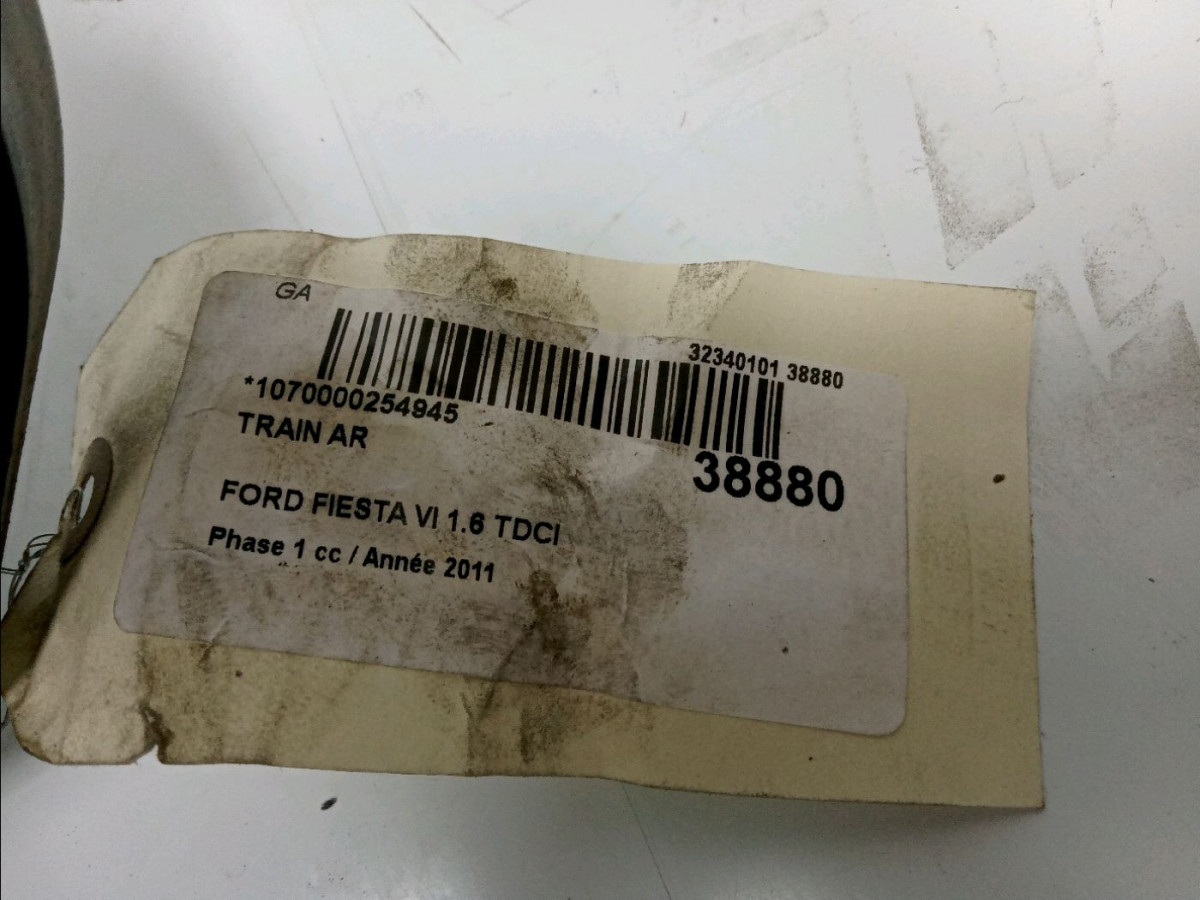 GA
32340101 38880
*1070000254945
TRAIN AR
38880
FORD FIESTA VI 1.6 TDCI
Phase 1 cc / Année 2011